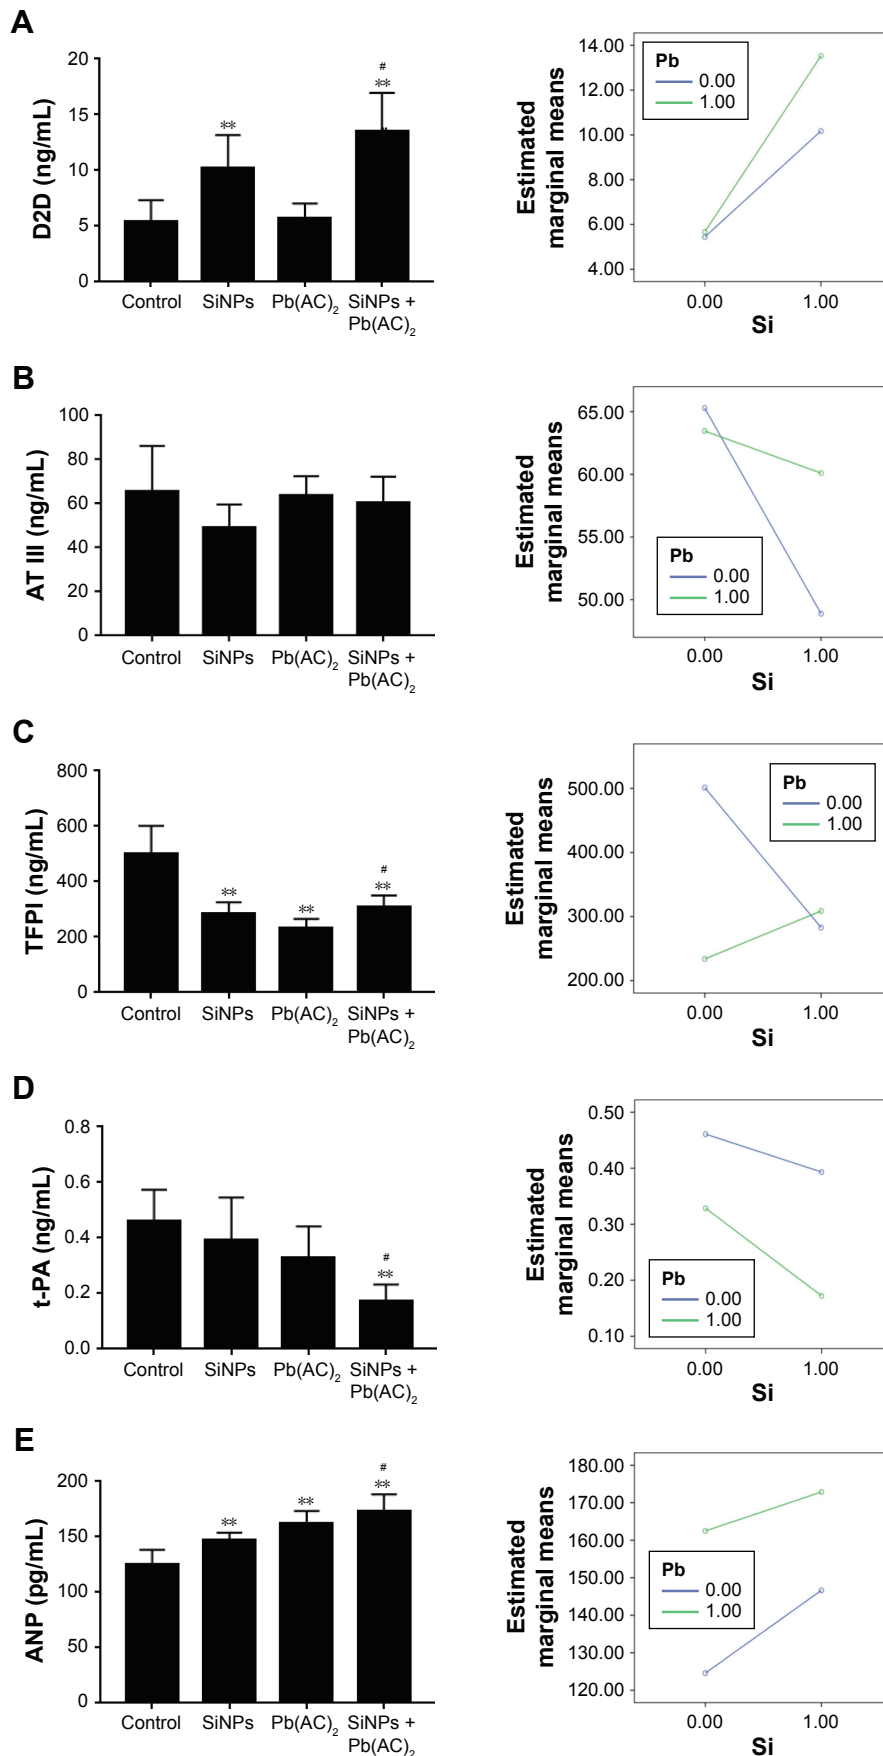 A
D2D (ng/mL)
20
15
10
5
0
**
#
**
Control
SiNPs
Pb(AC)2
SiNPs +
Pb(AC)2
Estimated
marginal means
14.00
12.00
10.00
8.00
6.00
4.00
Pb
0.00
1.00
0.00
1.00
Si
B
AT III (ng/mL)
100
80
60
40
20
0
Control
SiNPs
Pb(AC)2
SiNPs +
Pb(AC)2
Estimated
marginal means
65.00
60.00
55.00
50.00
Pb
0.00
1.00
0.00
1.00
Si
C
TFPI (ng/mL)
800
600
400
200
0
**
**
#
**
Control
SiNPs
Pb(AC)2
SiNPs +
Pb(AC)2
Estimated
marginal means
500.00
400.00
300.00
200.00
Pb
0.00
1.00
0.00
1.00
Si
D
t-PA (ng/mL)
0.8
0.6
0.4
0.2
0.0
#
**
Control
SiNPs
Pb(AC)2
SiNPs +
Pb(AC)2
Estimated
marginal means
0.50
0.40
0.30
0.20
0.10
Pb
0.00
1.00
0.00
1.00
Si
E
ANP (pg/mL)
200
150
100
50
0
**
**
#
**
Control
SiNPs
Pb(AC)2
SiNPs +
Pb(AC)2
Estimated
marginal means
180.00
170.00
160.00
150.00
140.00
130.00
120.00
Pb
0.00
1.00
0.00
1.00
Si